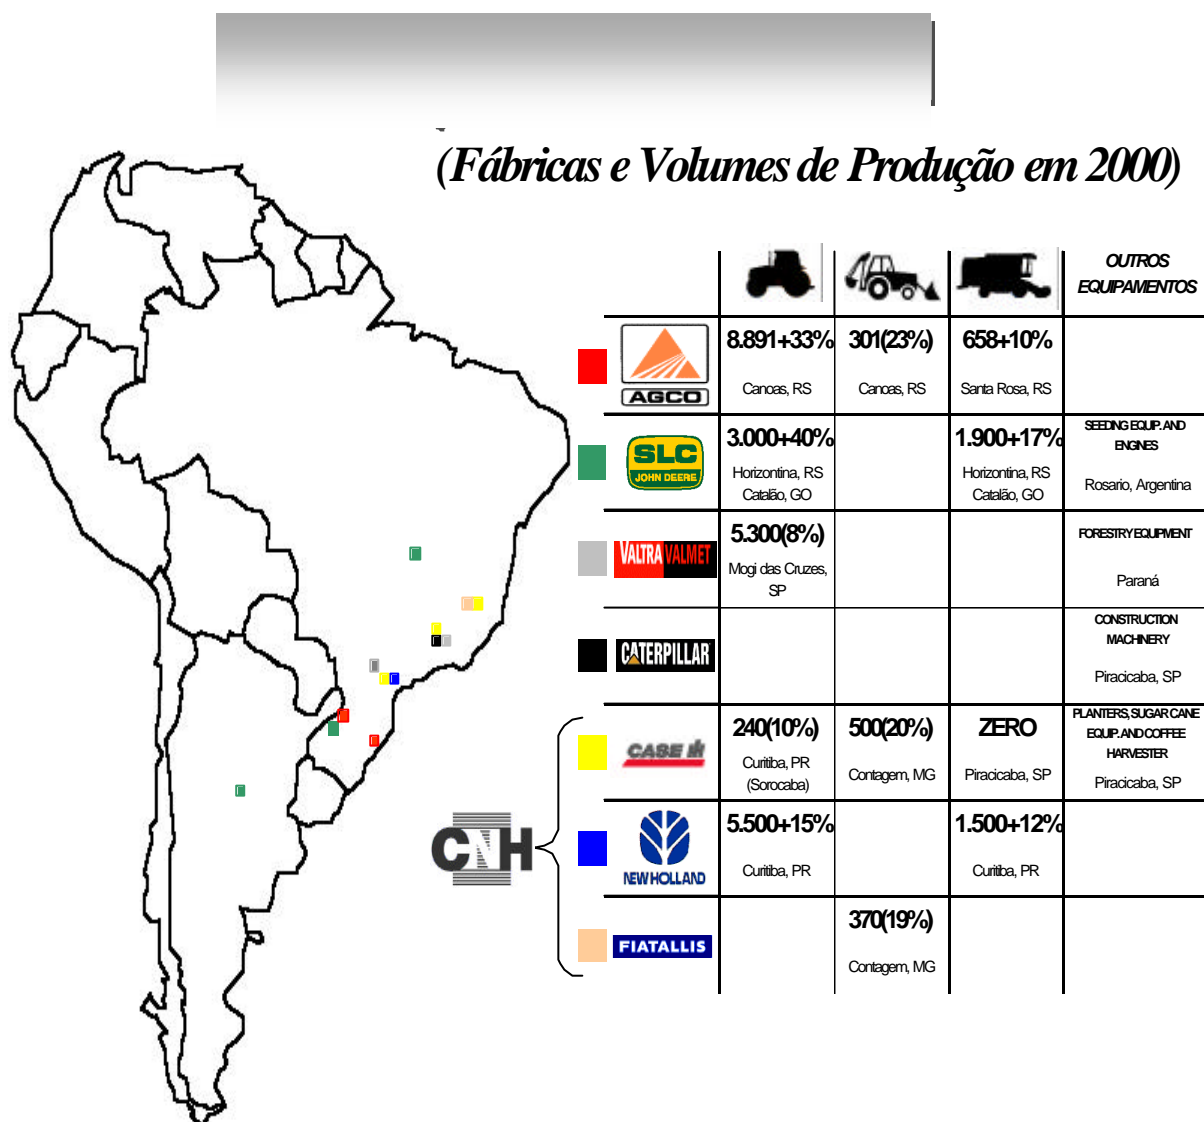 (Fábricas e Volumes de Produção em 2000)
OUTROS
EQUIPAMENTOS
AGCO
8.891+33%
Canoas, RS
301(23%)
Canoas, RS
658+10%
Santa Rosa, RS
SLC
JOHN DEERE
3.000+40%
Horizontina, RS
Catalão, GO
1.900+17%
Horizontina, RS
Catalão, GO
SEEDING EQUIP. AND
ENGINES
Rosario, Argentina
VALTRA VALMET
5.300(8%)
Mogi das Cruzes,
SP
FORESTRY EQUIPMENT
Paraná
CATERPILLAR
CONSTRUCTION
MACHINERY
Piracicaba, SP
CNH
CASE IH
240(10%)
Curitiba, PR
(Sorocaba)
500(20%)
Contagem, MG
ZERO
Piracicaba, SP
PLANTERS, SUGAR CANE
EQUIP. AND COFFEE
HARVESTER
Piracicaba, SP
NEW HOLLAND
5.500+15%
Curitiba, PR
1.500+12%
Curitiba, PR
FIATALLIS
370(19%)
Contagem, MG